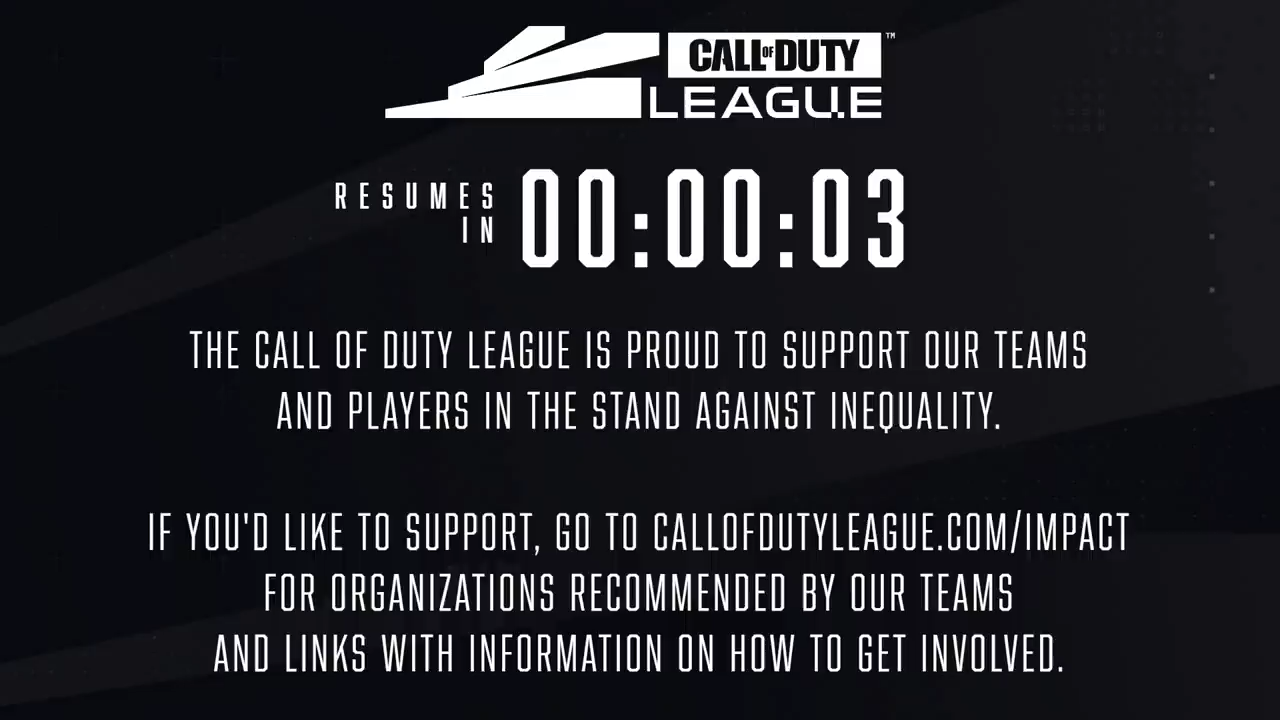 CALL OF DUTY ™
LEAGUE
RESUMES
IN 00:00:03
THE CALL OF DUTY LEAGUE IS PROUD TO SUPPORT OUR TEAMS
AND PLAYERS IN THE STAND AGAINST INEQUALITY.
IF YOU'D LIKE TO SUPPORT, GO TO CALLOFDUTYLEAGUE.COM/IMPACT
FOR ORGANIZATIONS RECOMMENDED BY OUR TEAMS
AND LINKS WITH INFORMATION ON HOW TO GET INVOLVED.